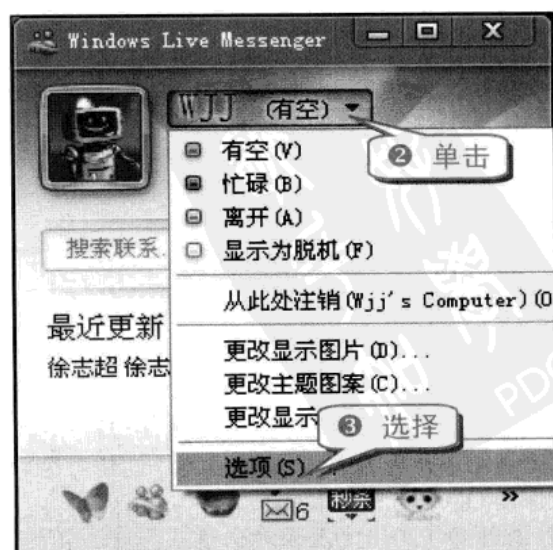 Windows Live Messenger
WJJ (有空)
❷ 单击
有空(V)
忙碌(B)
离开(A)
显示为脱机(F)
搜索联系
从此处注销(Wjj's Computer)(O
最近更新
徐志超 徐志
更改显示图片(D)...
更改主题图案(C)...
更改显示
❸ 选择
选项(S)
6
秒杀
»